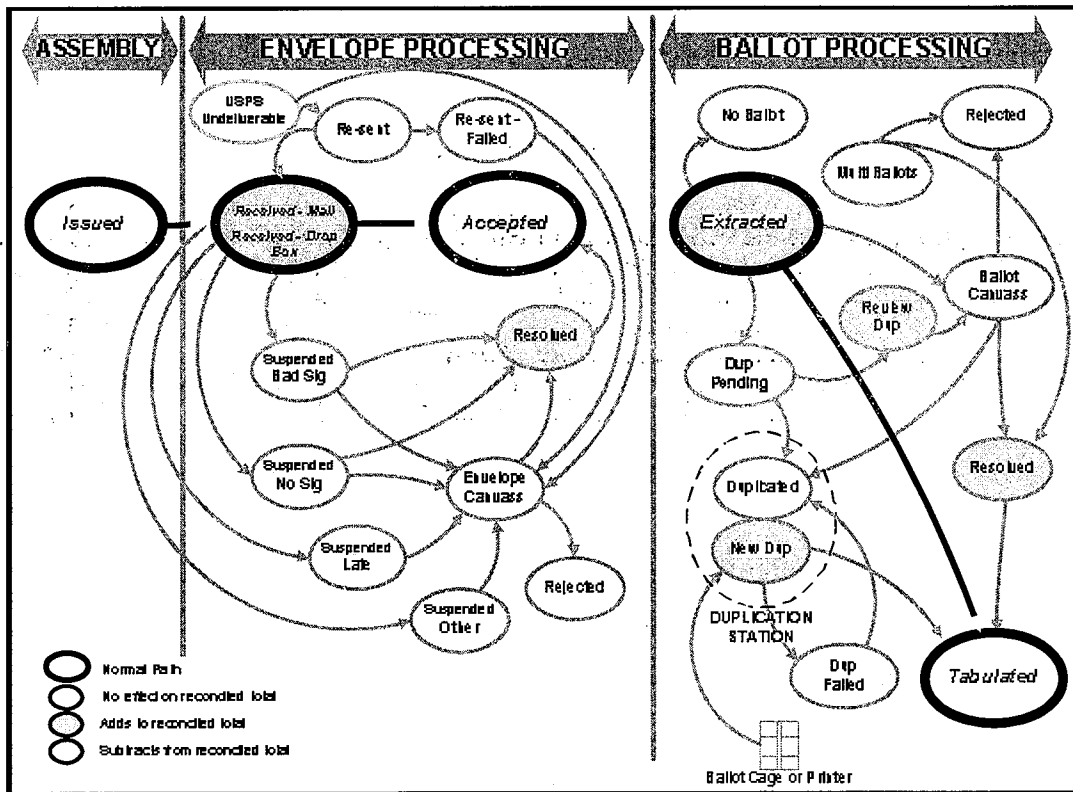 ASSEMBLY
ENVELOPE PROCESSING
BALLOT PROCESSING
USPS
Undeliverable
Re-sent
Re-sent -
Failed
No Ballot
Rejected
Multi Ballots
Issued
Received - Mail
Received - Drop
Box
Accepted
Extracted
Ballot
Canvass
Review
Dup
Resolved
Suspended
Bad Sig
Dup
Pending
Suspended
No Sig
Envelope
Canvass
Duplicated
Resolved
New Dup
Suspended
Late
Rejected
Suspended
Other
DUPLICATION
STATION
Dup
Failed
Tabulated
Normal Path
No effect on reconciled total
Adds to reconciled total
Subtracts from reconciled total
Ballot Cage or Printer